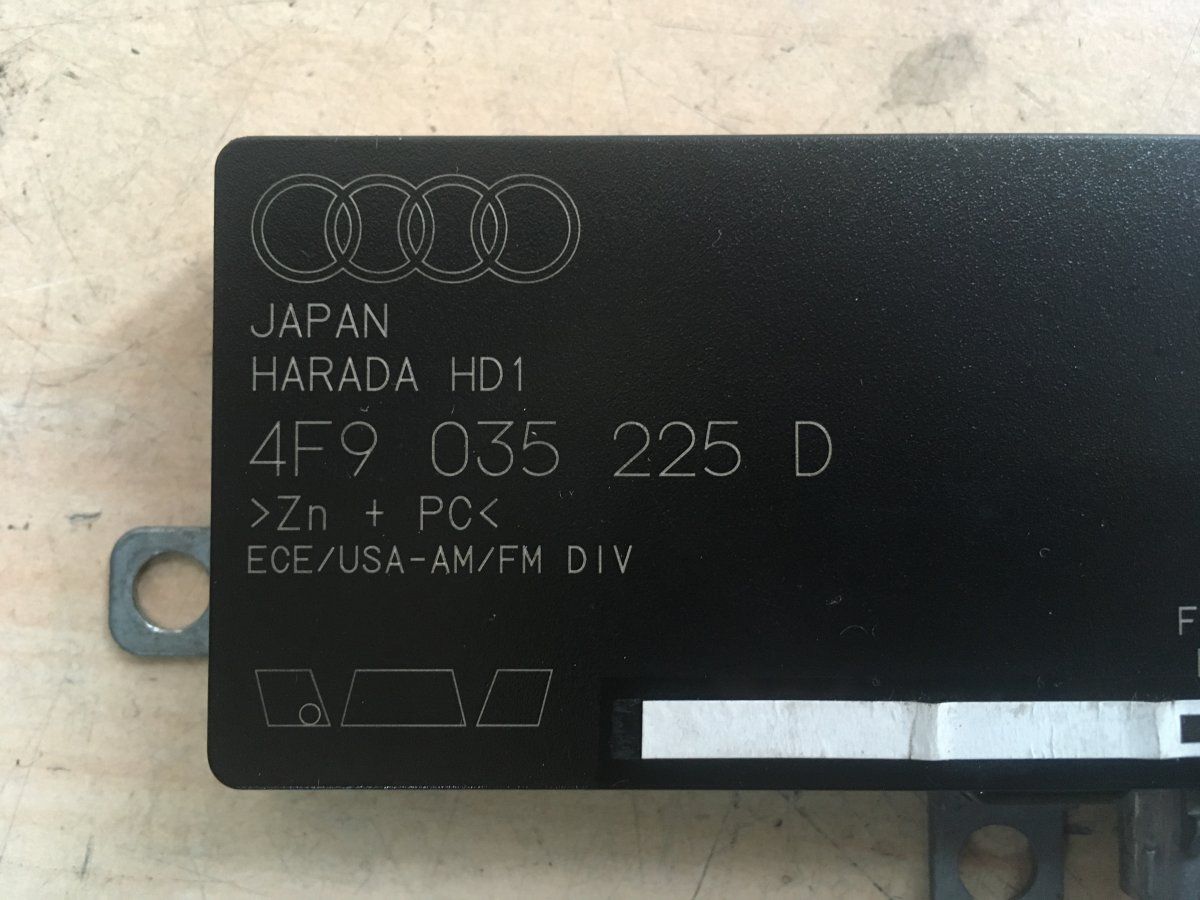 JAPAN
HARADA HD1
4F9 035 225 D
>Zn + PC<
ECE/USA-AM/FM DIV
F